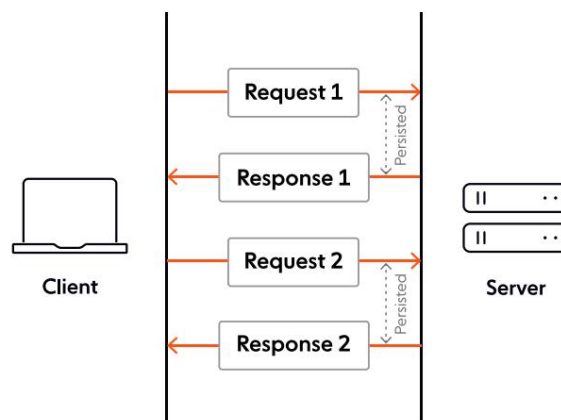 Request 1
Persisted
Response 1
Client
Server
Request 2
Persisted
Response 2